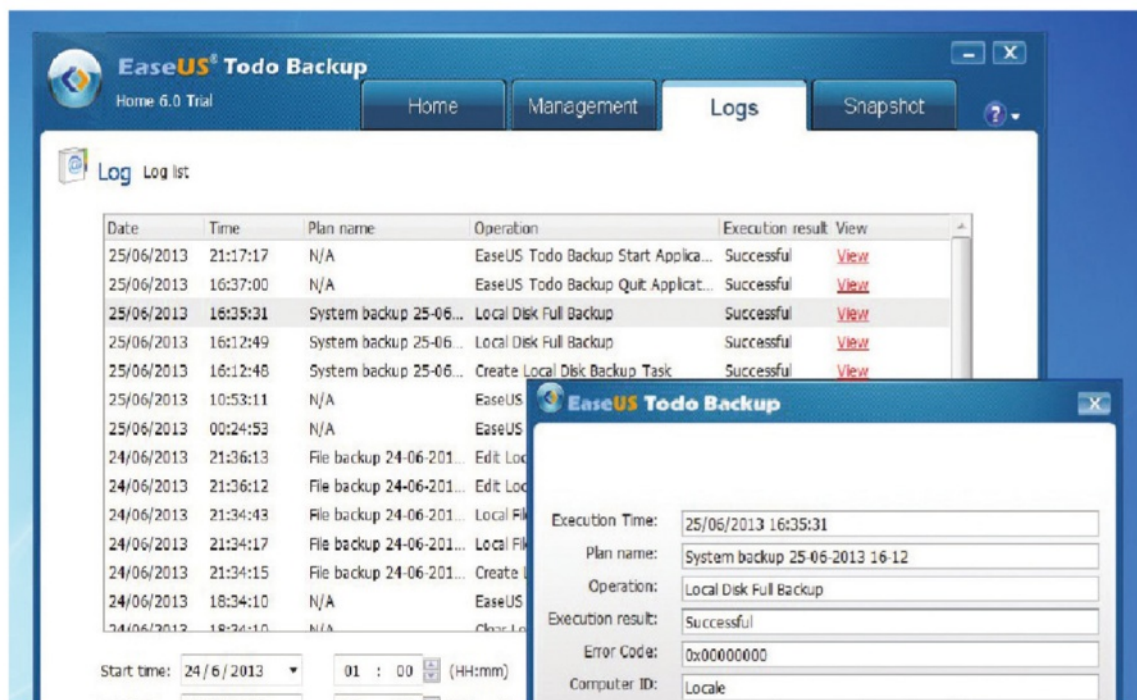 EaseUS® Todo Backup
Home 6.0 Trial
Home Management Logs Snapshot
?
Log Log list
Date Time Plan name Operation Execution result View
25/06/2013 21:17:17 N/A EaseUS Todo Backup Start Applica... Successful View
25/06/2013 16:37:00 N/A EaseUS Todo Backup Quit Applicat... Successful View
25/06/2013 16:35:31 System backup 25-06... Local Disk Full Backup Successful View
25/06/2013 16:12:49 System backup 25-06... Local Disk Full Backup Successful View
25/06/2013 16:12:48 System backup 25-06... Create Local Disk Backup Task Successful View
25/06/2013 10:53:11 N/A EaseUS
25/06/2013 00:24:53 N/A EaseUS
24/06/2013 21:36:13 File backup 24-06-201... Edit Loc
24/06/2013 21:36:12 File backup 24-06-201... Edit Loc
24/06/2013 21:34:43 File backup 24-06-201... Local File
24/06/2013 21:34:17 File backup 24-06-201... Local File
24/06/2013 21:34:15 File backup 24-06-201... Create L
24/06/2013 18:34:10 N/A EaseUS
24/06/2013 18:34:10 N/A Clear Lo
Start time: 24/6/2013 01 : 00 (HH:mm)
EaseUS Todo Backup
Execution Time: 25/06/2013 16:35:31
Plan name: System backup 25-06-2013 16-12
Operation: Local Disk Full Backup
Execution result: Successful
Error Code: 0x00000000
Computer ID: Locale